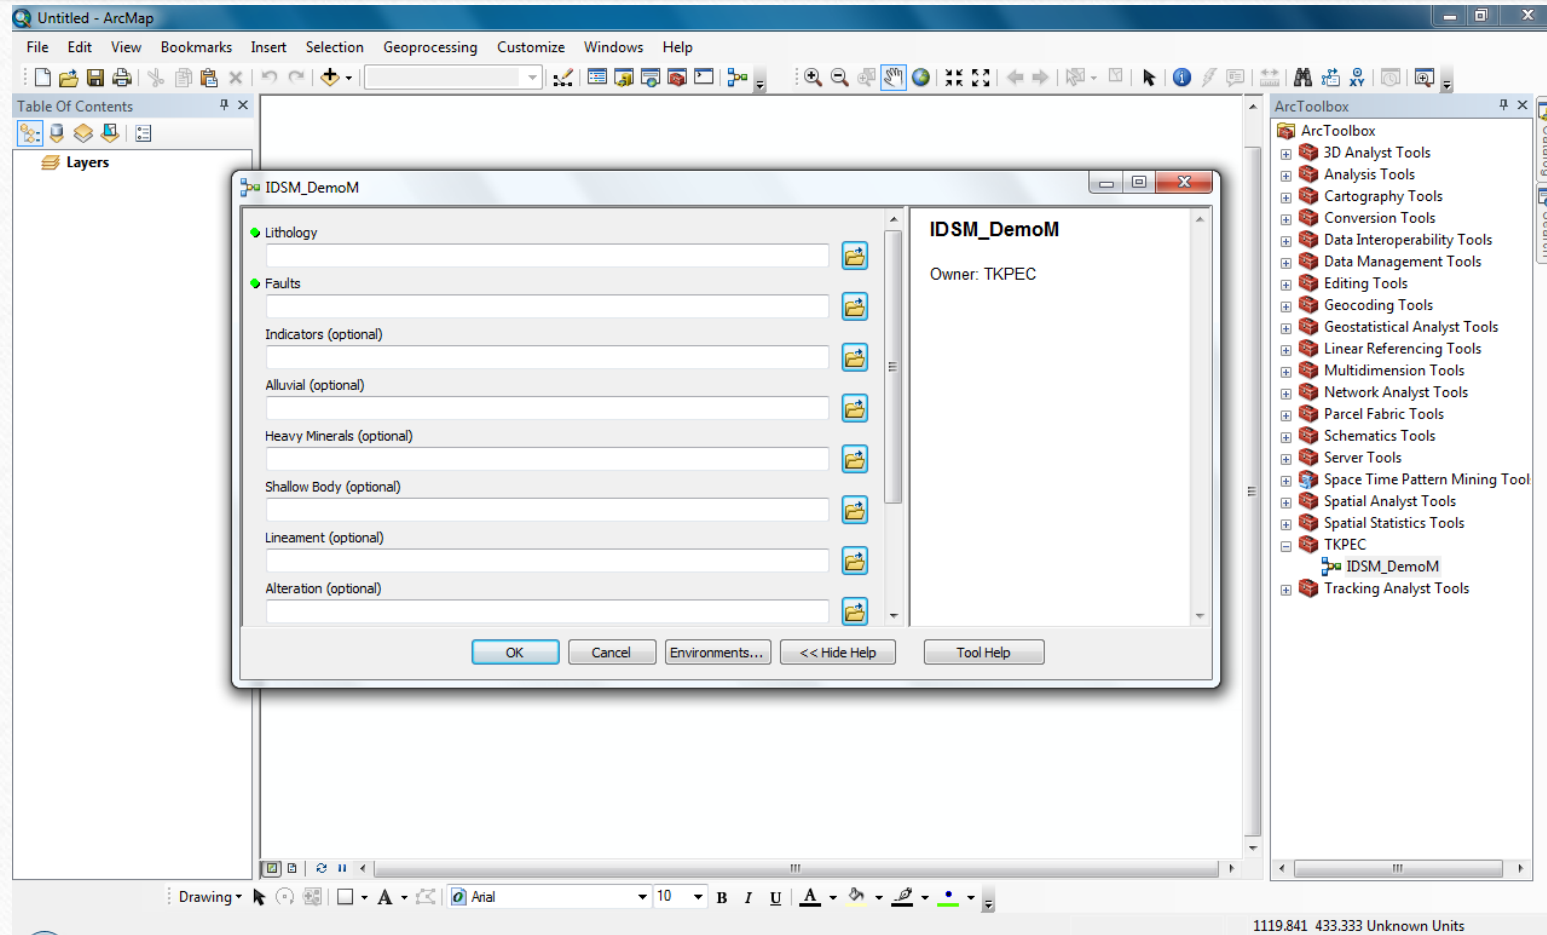 Untitled - ArcMap
File Edit View Bookmarks Insert Selection Geoprocessing Customize Windows Help
Table Of Contents
Layers
IDSM_DemoM
Lithology
Faults
Indicators (optional)
Alluvial (optional)
Heavy Minerals (optional)
Shallow Body (optional)
Lineament (optional)
Alteration (optional)
OK Cancel Environments... << Hide Help Tool Help
IDSM_DemoM
Owner: TKPEC
ArcToolbox
ArcToolbox
3D Analyst Tools
Analysis Tools
Cartography Tools
Conversion Tools
Data Interoperability Tools
Data Management Tools
Editing Tools
Geocoding Tools
Geostatistical Analyst Tools
Linear Referencing Tools
Multidimension Tools
Network Analyst Tools
Parcel Fabric Tools
Schematics Tools
Server Tools
Space Time Pattern Mining Tool
Spatial Analyst Tools
Spatial Statistics Tools
TKPEC
IDSM_DemoM
Tracking Analyst Tools
Drawing A Arial 10 B I U A
1119.841 433.333 Unknown Units